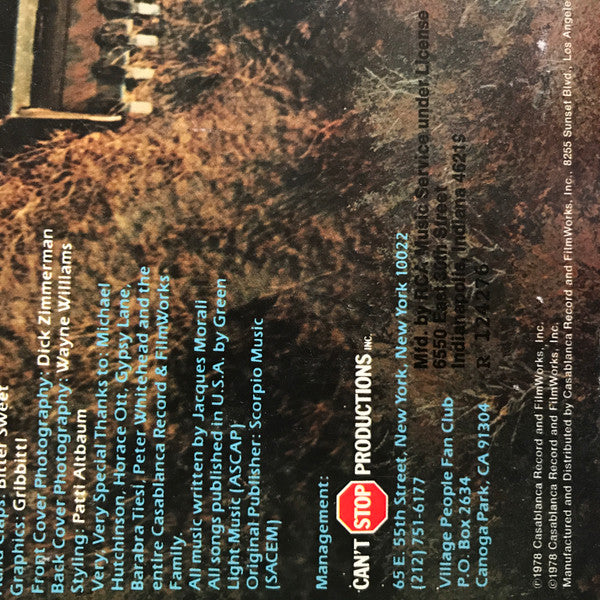 Hand Claps: Bitter Sweet
Graphics: Gribbitt!
Front Cover Photography: Dick Zimmerman
Back Cover Photography: Wayne Williams
Styling: Patti Altbaum
Very Very Special Thanks to: Michael
Hutchinson, Horace Ott, Gypsy Lane,
Barabra Tiesi, Peter Whitehead and the
entire Casablanca Record & FilmWorks
Family.
All music written by Jacques Morali
All songs published in U.S.A. by Green
Light Music (ASCAP)
Original Publisher: Scorpio Music
(SACEM)
Management:
CAN'T STOP PRODUCTIONS INC.
65 E. 55th Street, New York, New York 10022
(212) 751-6177
Village People Fan Club
P.O. Box 2634
Canoga Park, CA 91304
Mfd. by RCA Music Service under License
6550 East 30th Street
Indianapolis, Indiana 46219
R 124276
℗1978 Casablanca Record and FilmWorks, Inc.
©1978 Casablanca Record and FilmWorks, Inc.
Manufactured and Distributed by Casablanca Record and FilmWorks, Inc., 8255 Sunset Blvd., Los Angeles